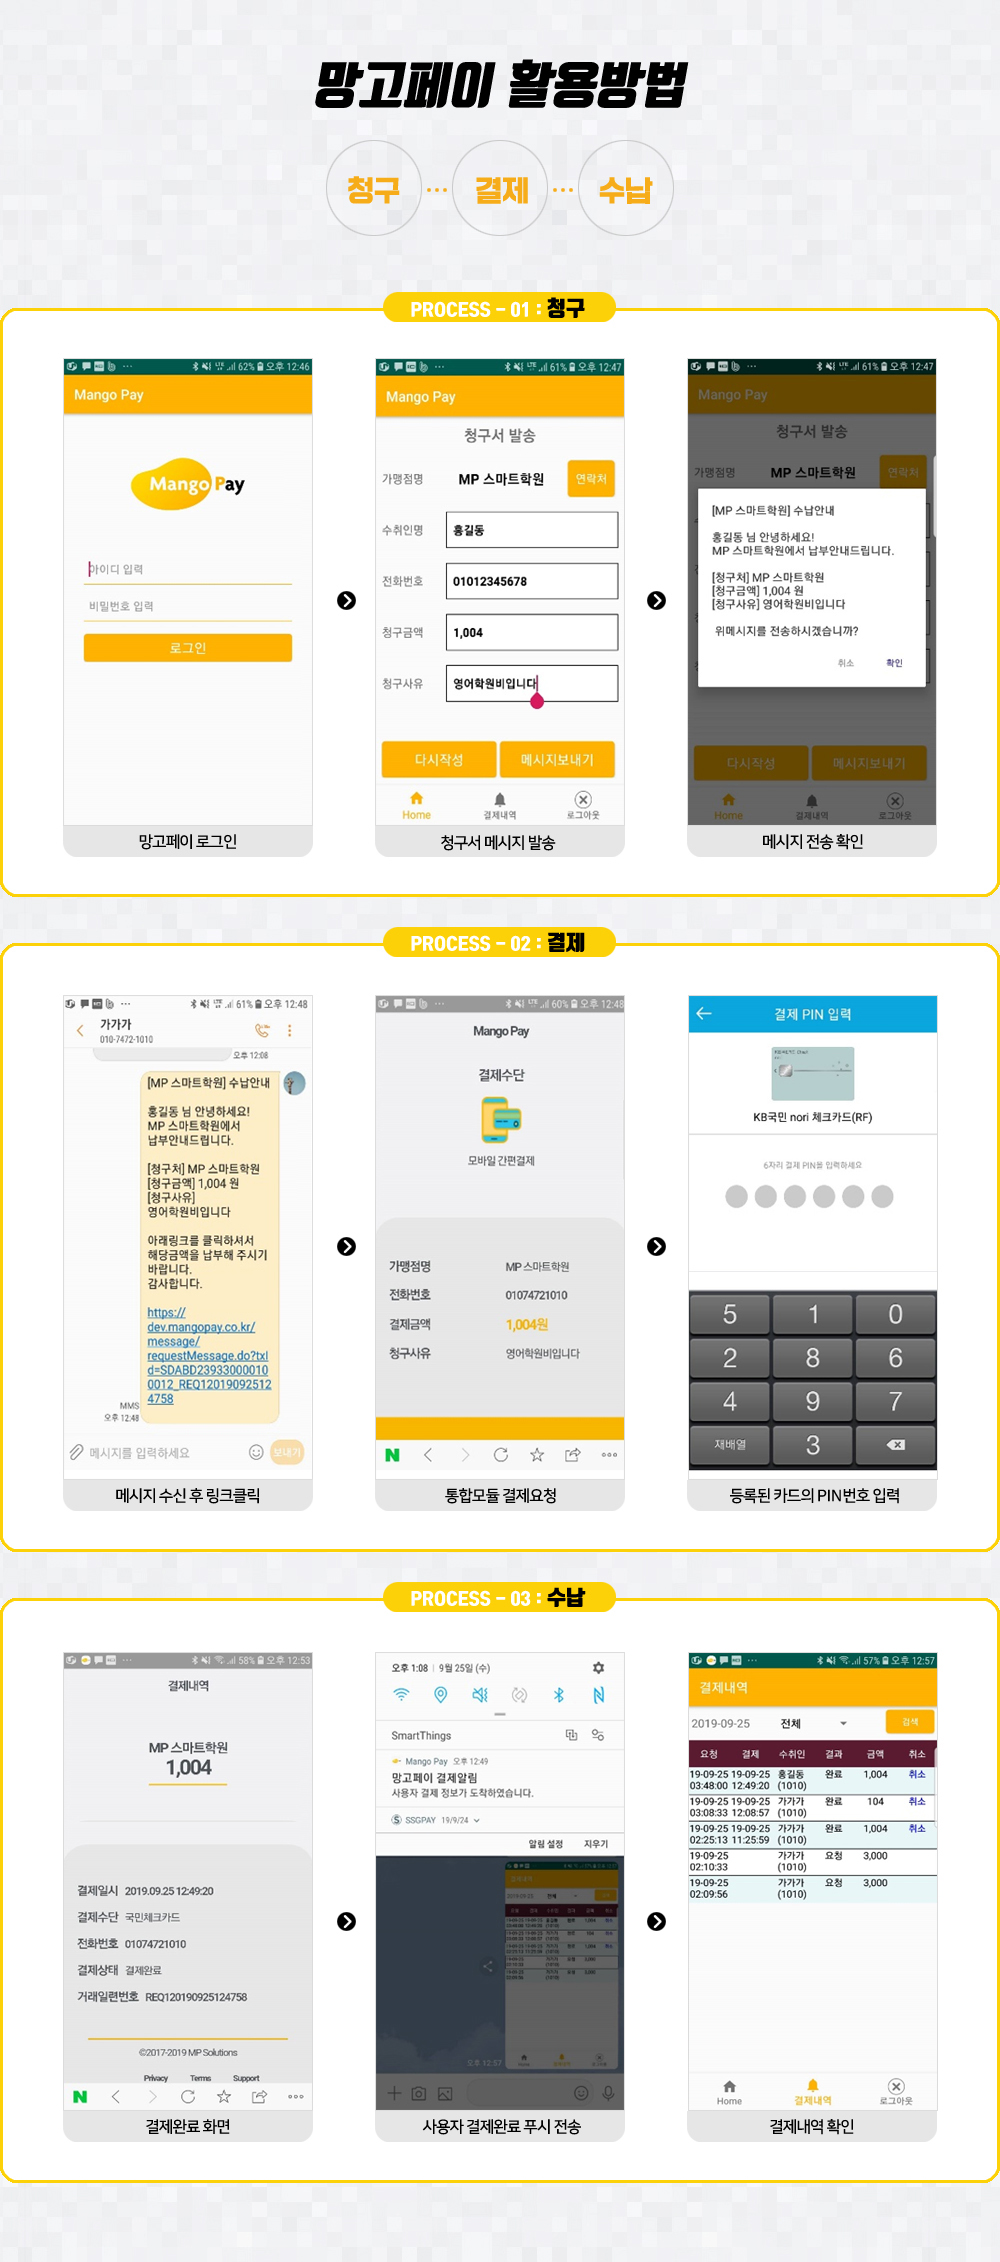 망고페이 활용방법
청구 ··· 결제 ··· 수납
PROCESS - 01 : 청구
62% 오후 12:46
Mango Pay
Mango Pay
아이디 입력
비밀번호 입력
로그인
망고페이 로그인
61% 오후 12:47
Mango Pay
청구서 발송
가맹점명 MP 스마트학원 연락처
수취인명 홍길동
전화번호 01012345678
청구금액 1,004
청구사유 영어학원비입니다
다시작성 메시지보내기
Home 결제내역 로그아웃
청구서 메시지 발송
61% 오후 12:47
Mango Pay
청구서 발송
가맹점명 MP 스마트학원 연락처
[MP 스마트학원] 수납안내
홍길동 님 안녕하세요!
MP 스마트학원에서 납부안내드립니다.
[청구처] MP 스마트학원
[청구금액] 1,004 원
[청구사유] 영어학원비입니다
위메시지를 전송하시겠습니까?
취소 확인
다시작성 메시지보내기
Home 결제내역 로그아웃
메시지 전송 확인
PROCESS - 02 : 결제
61% 오후 12:48
가가가
010-7472-1010
오후 12:08
[MP 스마트학원] 수납안내
홍길동 님 안녕하세요!
MP 스마트학원에서
납부안내드립니다.
[청구처] MP 스마트학원
[청구금액] 1,004 원
[청구사유]
영어학원비입니다
아래링크를 클릭하셔서
해당금액을 납부해 주시기
바랍니다.
감사합니다.
https://
dev.mangopay.co.kr/
message/
requestMessage.do?txI
d=SDABD23933000010
0012_REQ12019092512
4758
MMS
오후 12:48
메시지를 입력하세요 보내기
메시지 수신 후 링크클릭
60% 오후 12:48
Mango Pay
결제수단
모바일 간편결제
가맹점명 MP 스마트학원
전화번호 01074721010
결제금액 1,004원
청구사유 영어학원비입니다
통합모듈 결제요청
결제 PIN 입력
KB국민 nori 체크카드(RF)
6자리 결제 PIN을 입력하세요
5 1 0
2 8 6
4 9 7
재배열 3
등록된 카드의 PIN번호 입력
PROCESS - 03 : 수납
58% 오후 12:53
결제내역
MP 스마트학원
1,004
결제일시 2019.09.25 12:49:20
결제수단 국민체크카드
전화번호 01074721010
결제상태 결제완료
거래일련번호 REQ120190925124758
©2017-2019 MP Solutions
Privacy Terms Support
결제완료 화면
오후 1:08 | 9월 25일 (수)
SmartThings
Mango Pay 오후 12:49
망고페이 결제알림
사용자 결제 정보가 도착하였습니다.
SSGPAY 19/9/24
알림 설정 지우기
오후 12:57
사용자 결제완료 푸시 전송
57% 오후 12:57
결제내역
2019-09-25 전체 검색
요청 결제 수취인 결과 금액 취소
19-09-25 19-09-25 홍길동 완료 1,004 취소
03:48:00 12:49:20 (1010)
19-09-25 19-09-25 가가가 완료 104 취소
03:08:33 12:08:57 (1010)
19-09-25 19-09-25 가가가 완료 1,004 취소
02:25:13 11:25:59 (1010)
19-09-25 가가가 요청 3,000
02:10:33 (1010)
19-09-25 가가가 요청 3,000
02:09:56 (1010)
Home 결제내역 로그아웃
결제내역 확인